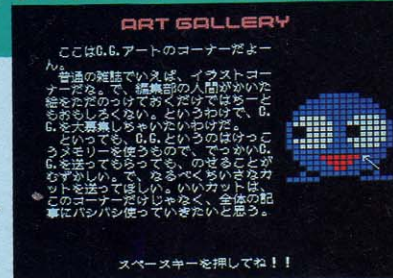 ART GALLERY
ここはC.G.アートのコーナーだよー
ん。
普通の雑誌でいえば、イラストコー
ナーだな。で、編集部の人間がかいた
絵をただのっけておくだけではちーと
もおもしろくない。というわけで、C.
G.を大募集しちゃいたいわけだ。
といっても、C.G.というのはけっこ
うメモリーを使うもので、でっかいC.
G.を送ってもらっても、のせることが
むずかしい。で、なるべくちいさなカ
ットを送ってほしい。いいカットは、
このコーナーだけじゃなく、全体の記
事にバシバシ使っていきたいと思う。
スペースキーを押してね!!